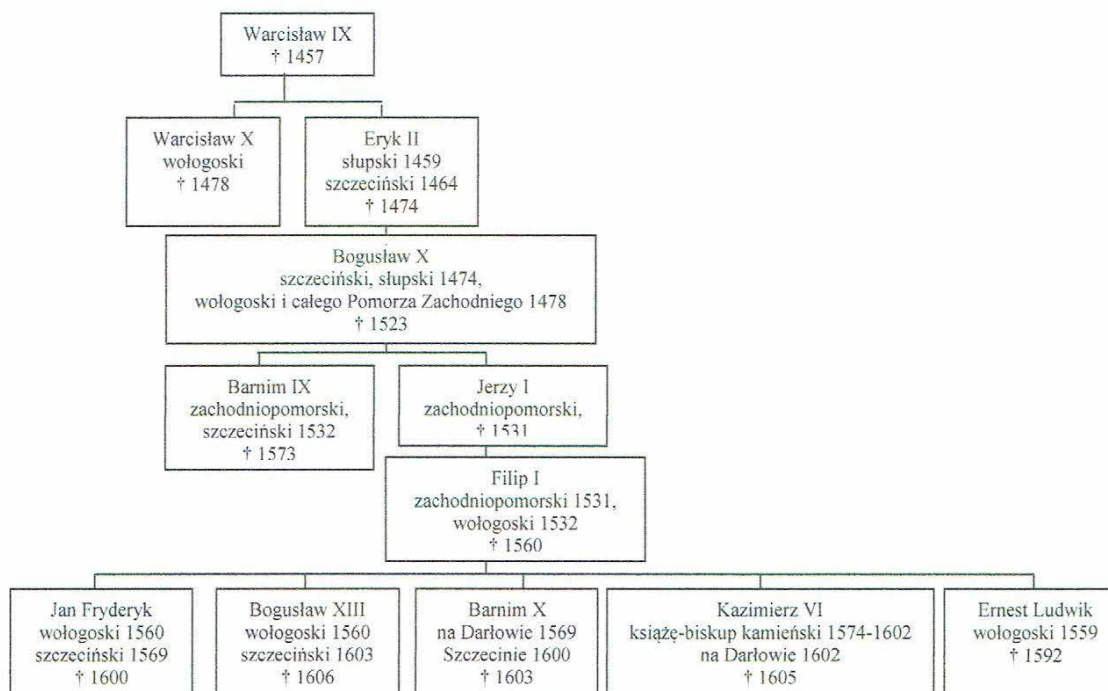 Warcisław IX
† 1457
Warcisław X
wołogoski
† 1478
Eryk II
słupski 1459
szczeciński 1464
† 1474
Bogusław X
szczeciński, słupski 1474,
wołogoski i całego Pomorza Zachodniego 1478
† 1523
Barnim IX
zachodniopomorski,
szczeciński 1532
† 1573
Jerzy I
zachodniopomorski,
† 1531
Filip I
zachodniopomorski 1531,
wołogoski 1532
† 1560
Jan Fryderyk
wołogoski 1560
szczeciński 1569
† 1600
Bogusław XIII
wołogoski 1560
szczeciński 1603
† 1606
Barnim X
na Darłowie 1569
Szczecinie 1600
† 1603
Kazimierz VI
książę-biskup kamieński 1574-1602
na Darłowie 1602
† 1605
Ernest Ludwik
wołogoski 1559
† 1592